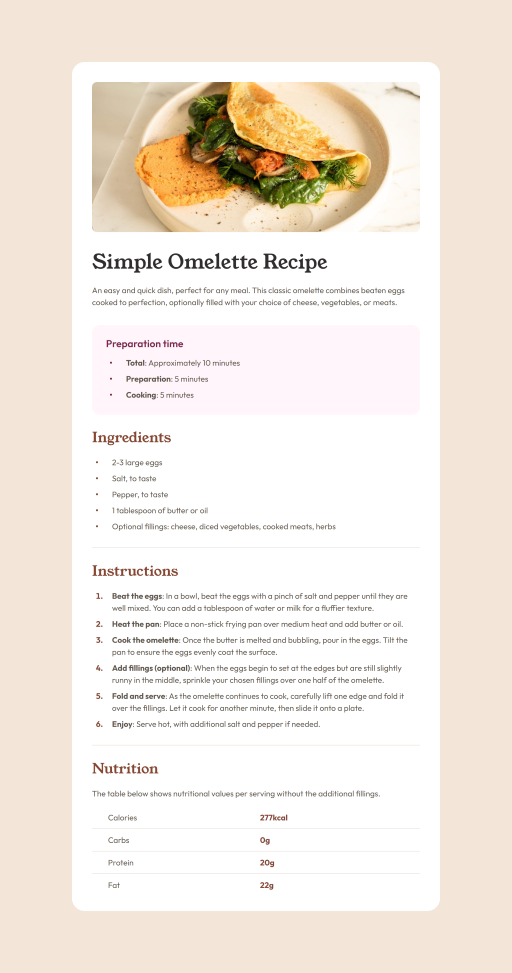 Simple Omelette Recipe
An easy and quick dish, perfect for any meal. This classic omelette combines beaten eggs
cooked to perfection, optionally filled with your choice of cheese, vegetables, or meats.
Preparation time
• Total: Approximately 10 minutes
• Preparation: 5 minutes
• Cooking: 5 minutes
Ingredients
• 2-3 large eggs
• Salt, to taste
• Pepper, to taste
• 1 tablespoon of butter or oil
• Optional fillings: cheese, diced vegetables, cooked meats, herbs
Instructions
1. Beat the eggs: In a bowl, beat the eggs with a pinch of salt and pepper until they are
well mixed. You can add a tablespoon of water or milk for a fluffier texture.
2. Heat the pan: Place a non-stick frying pan over medium heat and add butter or oil.
3. Cook the omelette: Once the butter is melted and bubbling, pour in the eggs. Tilt the
pan to ensure the eggs evenly coat the surface.
4. Add fillings (optional): When the eggs begin to set at the edges but are still slightly
runny in the middle, sprinkle your chosen fillings over one half of the omelette.
5. Fold and serve: As the omelette continues to cook, carefully lift one edge and fold it
over the fillings. Let it cook for another minute, then slide it onto a plate.
6. Enjoy: Serve hot, with additional salt and pepper if needed.
Nutrition
The table below shows nutritional values per serving without the additional fillings.
Calories 277kcal
Carbs 0g
Protein 20g
Fat 22g